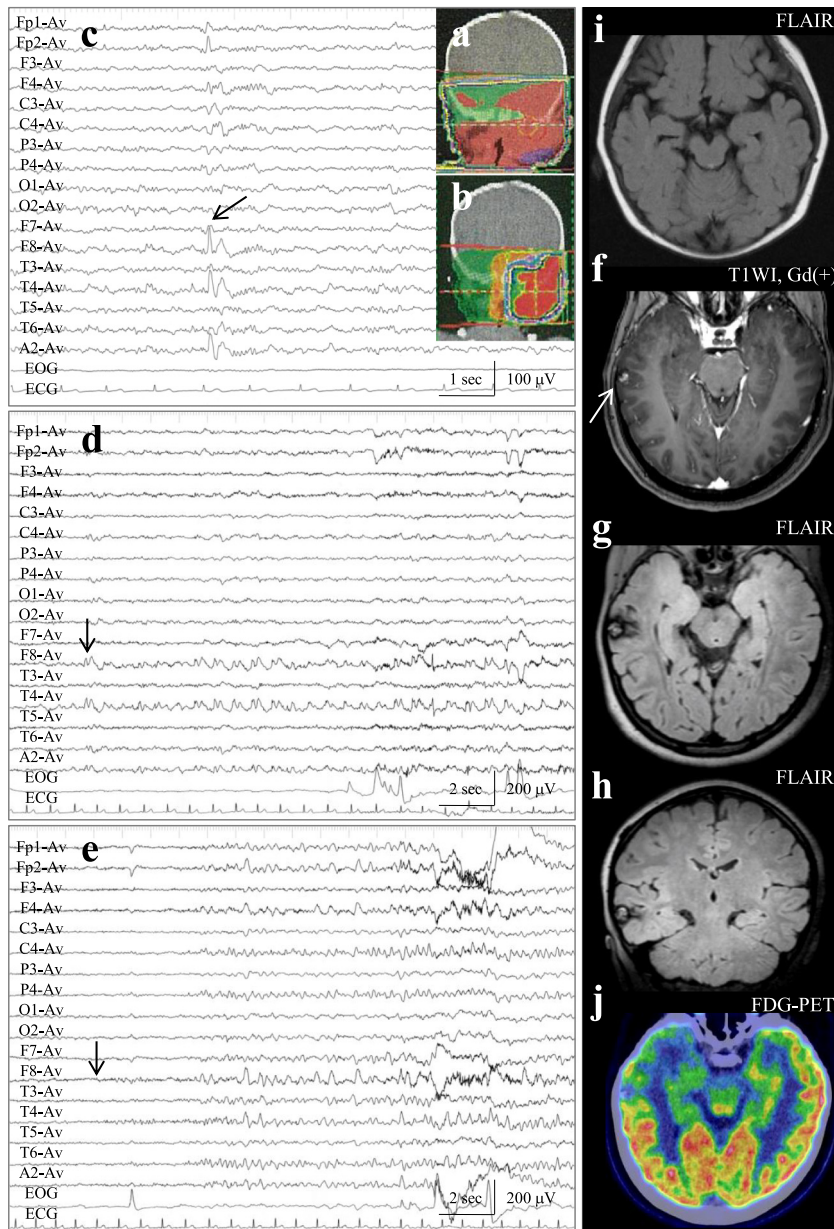 c
Fp1-Av
Fp2-Av
F3-Av
F4-Av
C3-Av
C4-Av
P3-Av
P4-Av
O1-Av
O2-Av
F7-Av
F8-Av
T3-Av
T4-Av
T5-Av
T6-Av
A2-Av
EOG
ECG
1 sec 100 µV
a
b
d
Fp1-Av
Fp2-Av
F3-Av
F4-Av
C3-Av
C4-Av
P3-Av
P4-Av
O1-Av
O2-Av
F7-Av
F8-Av
T3-Av
T4-Av
T5-Av
T6-Av
A2-Av
EOG
ECG
2 sec 200 µV
e
Fp1-Av
Fp2-Av
F3-Av
F4-Av
C3-Av
C4-Av
P3-Av
P4-Av
O1-Av
O2-Av
F7-Av
F8-Av
T3-Av
T4-Av
T5-Av
T6-Av
A2-Av
EOG
ECG
2 sec 200 µV
FLAIR
i
T1WI, Gd(+)
f
FLAIR
g
FLAIR
h
FDG-PET
j